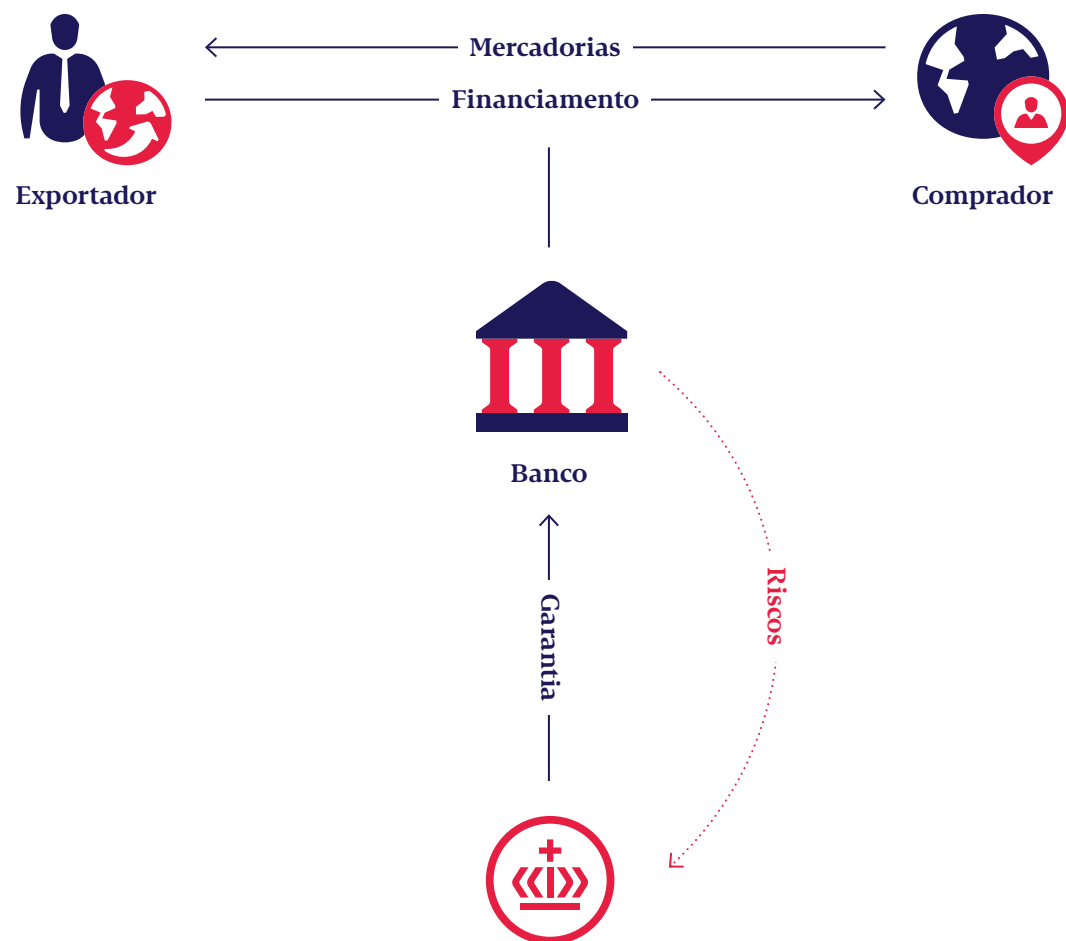 Mercadorias
Financiamento
Exportador
Comprador
Banco
Riscos
Garantia